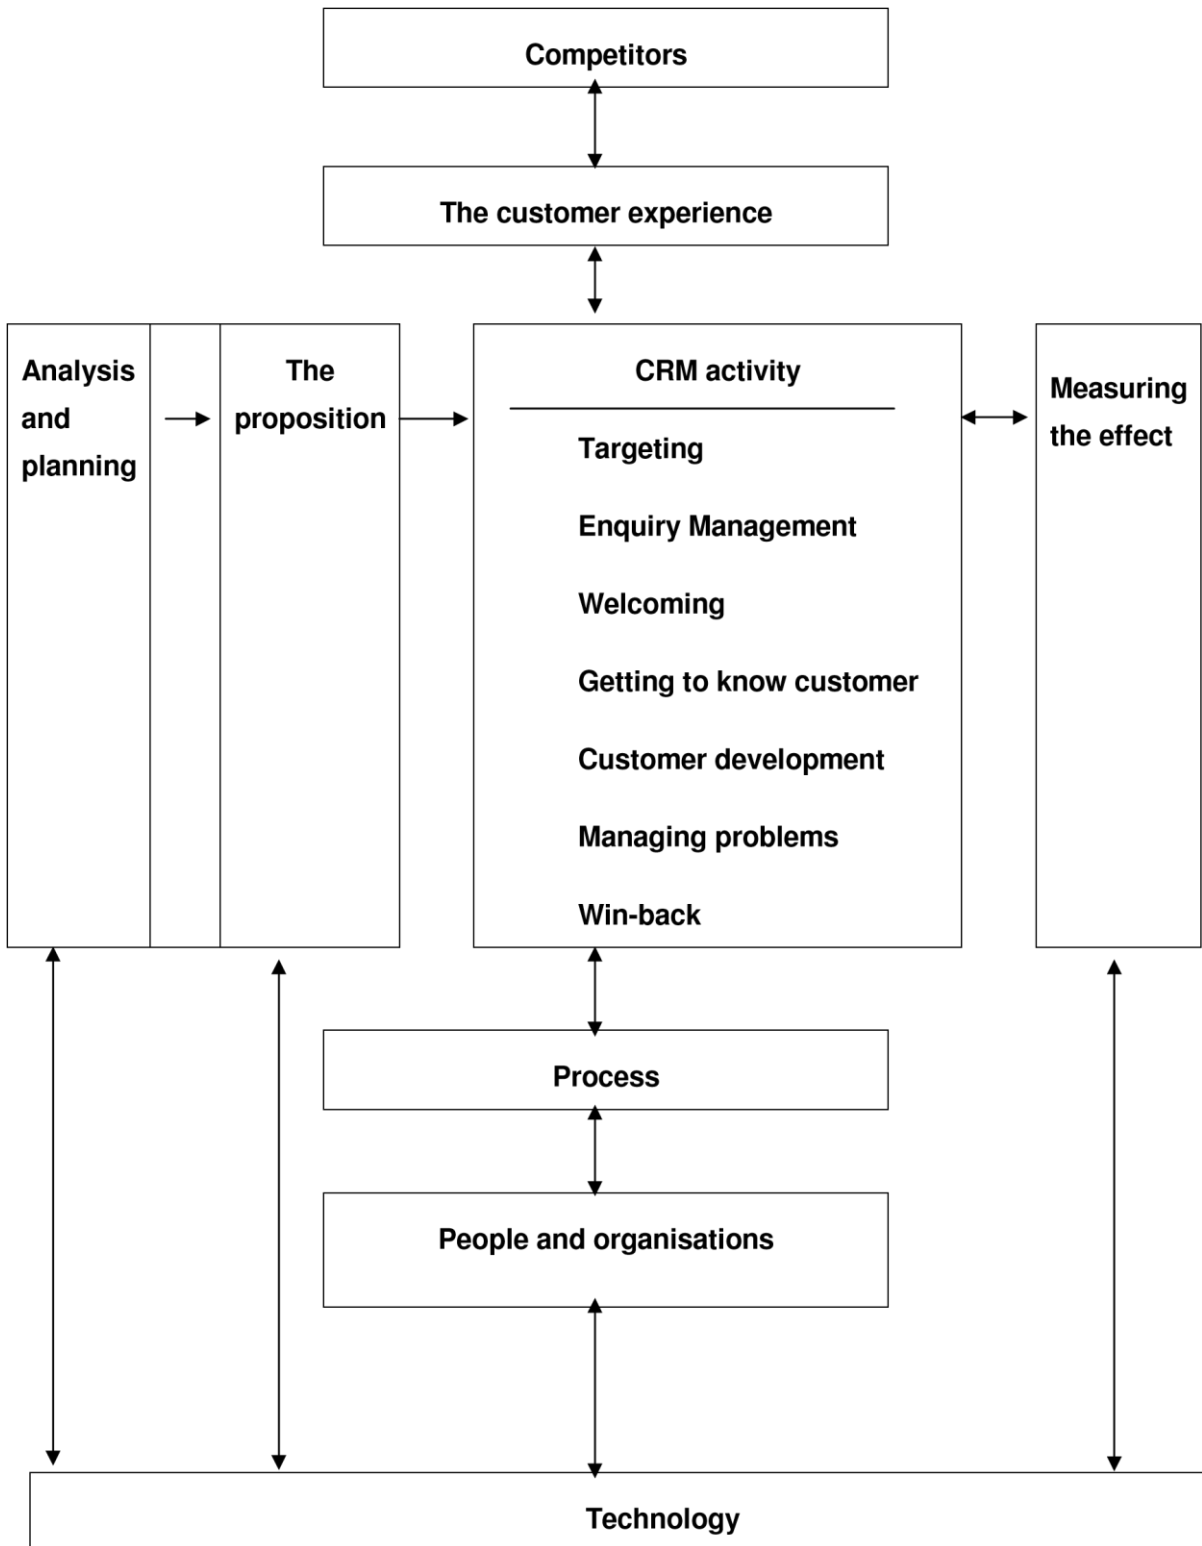 Competitors
The customer experience
Analysis
and
planning
The
proposition
CRM activity
Targeting
Enquiry Management
Welcoming
Getting to know customer
Customer development
Managing problems
Win-back
Measuring
the effect
Process
People and organisations
Technology